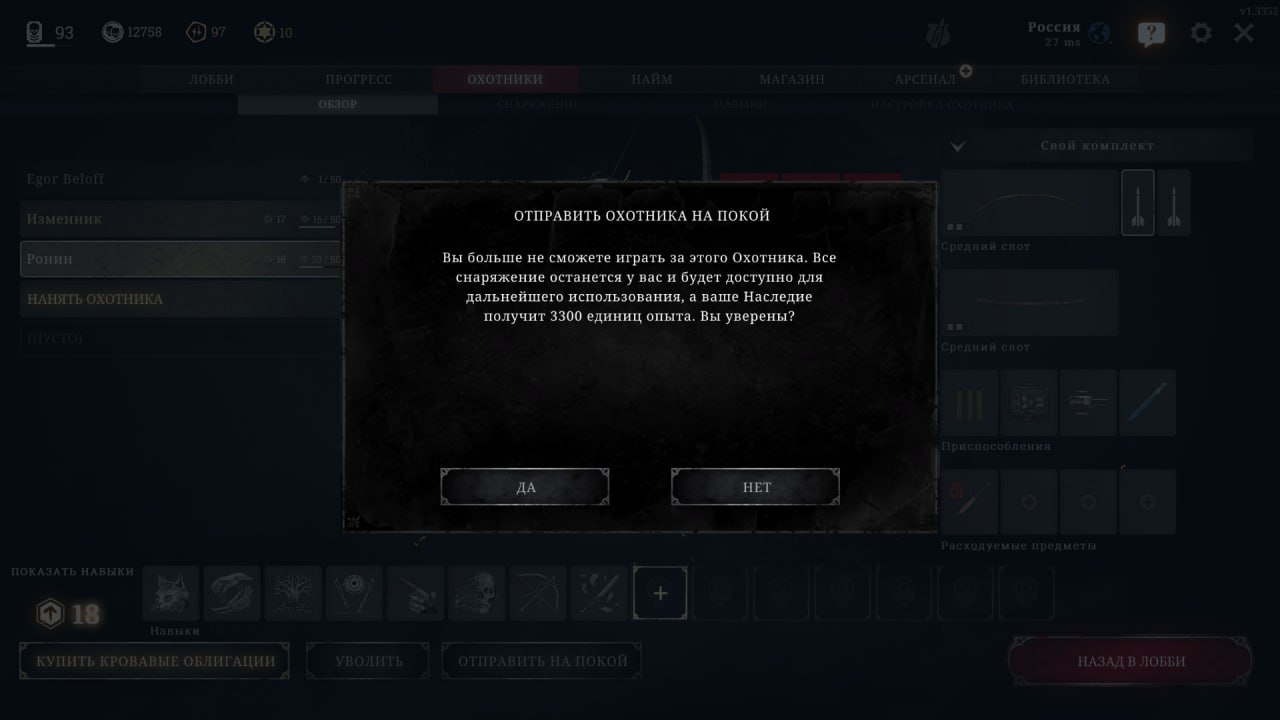 v1.3352
93
12758
97
10
Россия
27 ms
ЛОББИ
ПРОГРЕСС
ОХОТНИКИ
НАЙМ
МАГАЗИН
АРСЕНАЛ
БИБЛИОТЕКА
ОБЗОР
СНАРЯЖЕНИЕ
НАВЫКИ
НАСТРОЙКА ОХОТНИКА
Egor Beloff 1/50
Изменник 17 16/50
Ронин 18
НАНЯТЬ ОХОТНИКА
(ПУСТО)
ОТПРАВИТЬ ОХОТНИКА НА ПОКОЙ
Вы больше не сможете играть за этого Охотника. Все
снаряжение останется у вас и будет доступно для
дальнейшего использования, а ваше Наследие
получит 3300 единиц опыта. Вы уверены?
ДА
НЕТ
Свой комплект
Средний слот
Средний слот
Приспособления
Расходуемые предметы
ПОКАЗАТЬ НАВЫКИ
18
Навыки
КУПИТЬ КРОВАВЫЕ ОБЛИГАЦИИ
УВОЛИТЬ
ОТПРАВИТЬ НА ПОКОЙ
НАЗАД В ЛОББИ